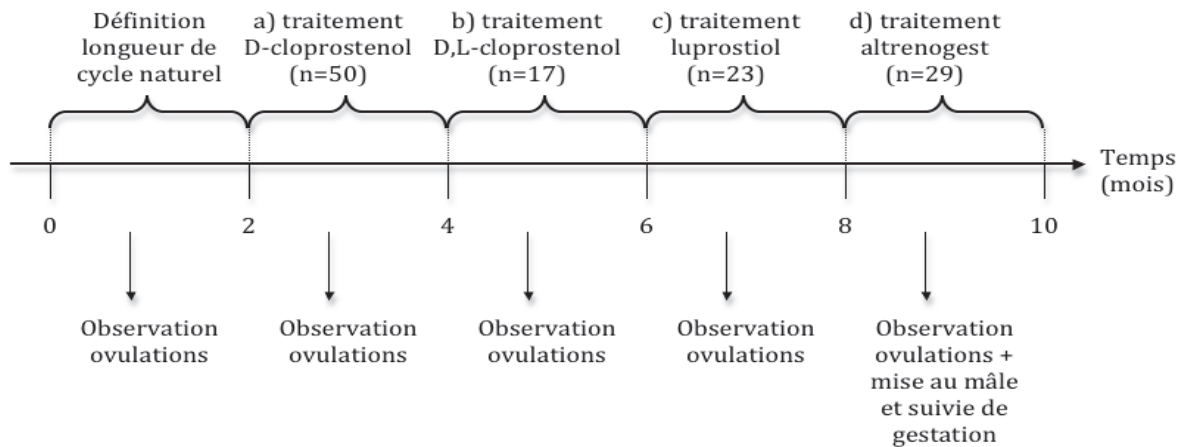 Définition
longueur de
cycle naturel
a) traitement
D-cloprostenol
(n=50)
b) traitement
D,L-cloprostenol
(n=17)
c) traitement
luprostiol
(n=23)
d) traitement
altrenogest
(n=29)
Temps
(mois)
0
2
4
6
8
10
Observation
ovulations
Observation
ovulations
Observation
ovulations
Observation
ovulations
Observation
ovulations +
mise au mâle
et suivie de
gestation